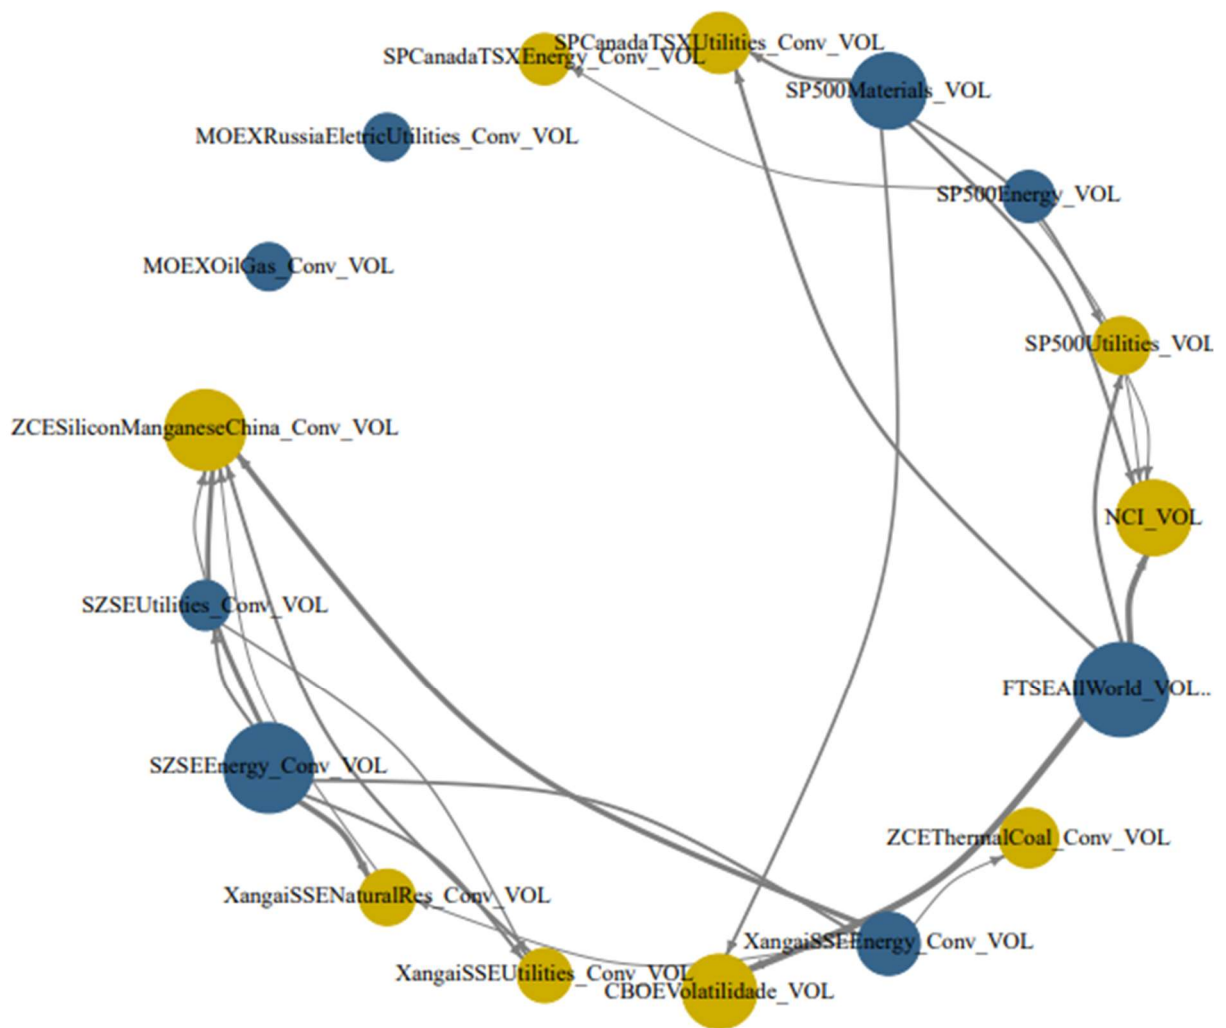 SPCanadaTSXUtilities_Conv_VOL
SPCanadaTSXEnergy_Conv_VOL
SP500Materials_VOL
MOEXRussiaEletricUtilities_Conv_VOL
SP500Energy_VOL
MOEXOilGas_Conv_VOL
SP500Utilities_VOL
ZCESiliconManganeseChina_Conv_VOL
NCI_VOL
SZSEUtilities_Conv_VOL
FTSEAllWorld_VOL..
SZSEEnergy_Conv_VOL
ZCEThermalCoal_Conv_VOL
XangaiSSENaturalRes_Conv_VOL
XangaiSSEEnergy_Conv_VOL
XangaiSSEUtilities_Conv_VOL
CBOEVolatilidade_VOL